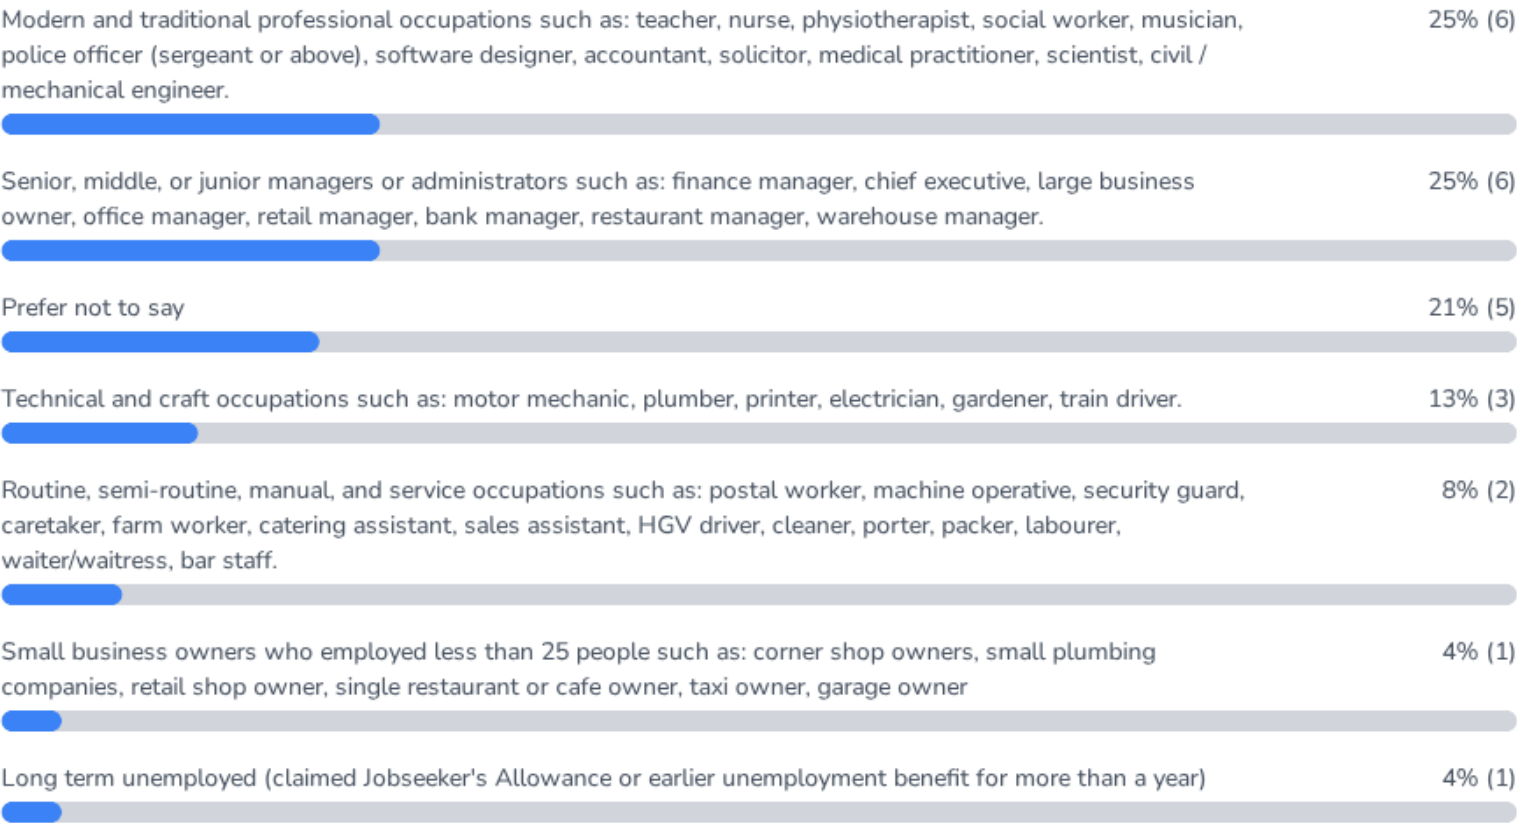 Modern and traditional professional occupations such as: teacher, nurse, physiotherapist, social worker, musician, 25% (6)
police officer (sergeant or above), software designer, accountant, solicitor, medical practitioner, scientist, civil /
mechanical engineer.
Senior, middle, or junior managers or administrators such as: finance manager, chief executive, large business 25% (6)
owner, office manager, retail manager, bank manager, restaurant manager, warehouse manager.
Prefer not to say 21% (5)
Technical and craft occupations such as: motor mechanic, plumber, printer, electrician, gardener, train driver. 13% (3)
Routine, semi-routine, manual, and service occupations such as: postal worker, machine operative, security guard, 8% (2)
caretaker, farm worker, catering assistant, sales assistant, HGV driver, cleaner, porter, packer, labourer,
waiter/waitress, bar staff.
Small business owners who employed less than 25 people such as: corner shop owners, small plumbing 4% (1)
companies, retail shop owner, single restaurant or cafe owner, taxi owner, garage owner
Long term unemployed (claimed Jobseeker's Allowance or earlier unemployment benefit for more than a year) 4% (1)